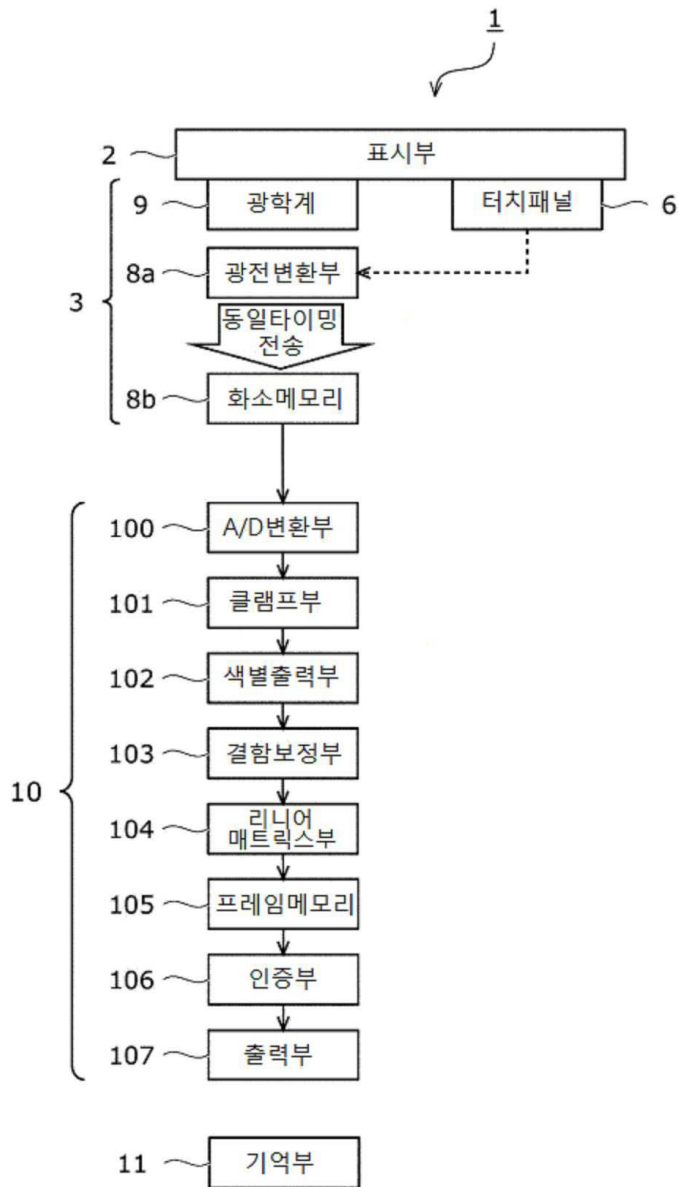 1
2 표시부
9 광학계 터치패널 6
8a 광전변환부
3
동일타이밍
전송
8b 화소메모리
100 A/D변환부
101 클램프부
102 색별출력부
103 결함보정부
10
104 리니어
매트릭스부
105 프레임메모리
106 인증부
107 출력부
11 기억부